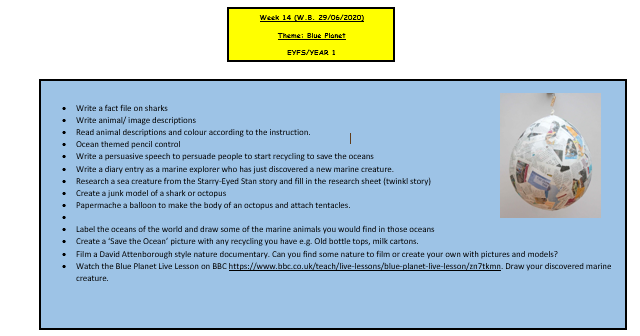 Week 14 (W.B. 29/06/2020)
Theme: Blue Planet
EYFS/YEAR 1
• Write a fact file on sharks
• Write animal/ image descriptions
• Read animal descriptions and colour according to the instruction.
• Ocean themed pencil control
• Write a persuasive speech to persuade people to start recycling to save the oceans
• Write a diary entry as a marine explorer who has just discovered a new marine creature.
• Research a sea creature from the Starry-Eyed Stan story and fill in the research sheet (twinkl story)
• Create a junk model of a shark or octopus
• Papermache a balloon to make the body of an octopus and attach tentacles.
•
• Label the oceans of the world and draw some of the marine animals you would find in those oceans
• Create a ‘Save the Ocean’ picture with any recycling you have e.g. Old bottle tops, milk cartons.
• Film a David Attenborough style nature documentary. Can you find some nature to film or create your own with pictures and models?
• Watch the Blue Planet Live Lesson on BBC https://www.bbc.co.uk/teach/live-lessons/blue-planet-live-lesson/zn7tkmn. Draw your discovered marine
creature.